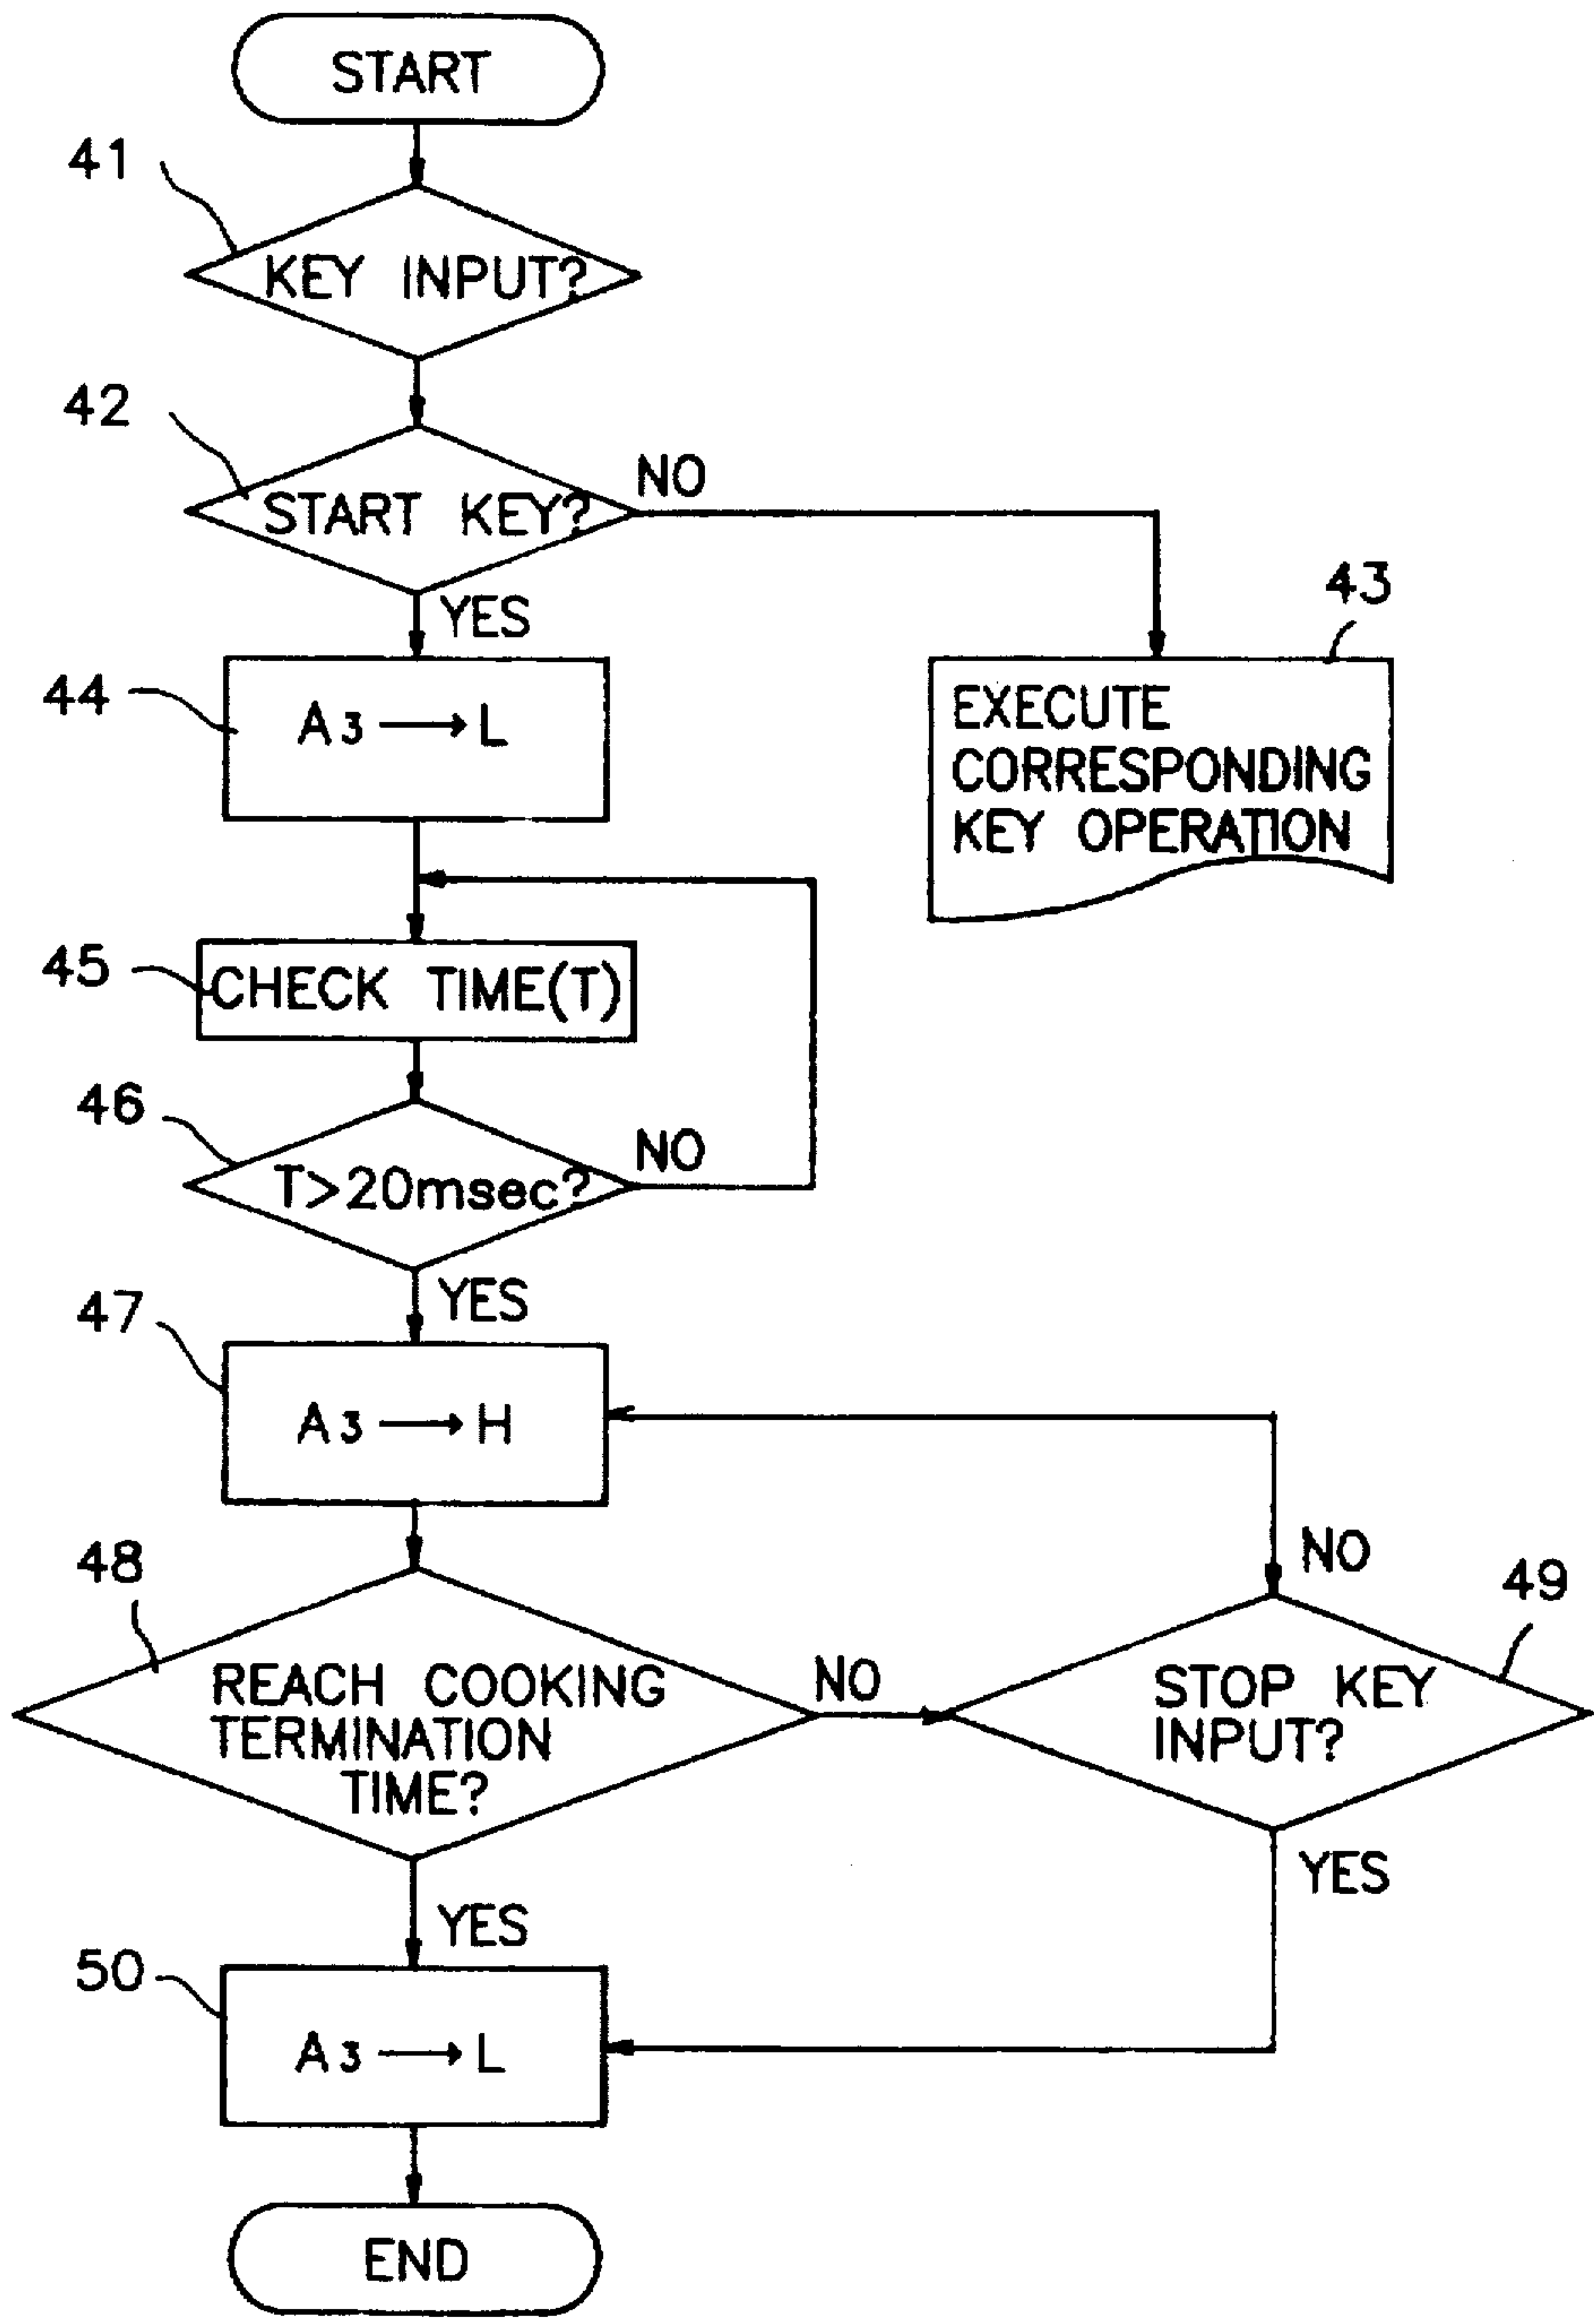 START
41
KEY INPUT?
42
START KEY?
NO
YES
43
EXECUTE
CORRESPONDING
KEY OPERATION
44
A3 → L
45
CHECK TIME(T)
46
T>20msec?
NO
YES
47
A3 → H
48
REACH COOKING
TERMINATION
TIME?
NO
NO
49
STOP KEY
INPUT?
YES
YES
50
A3 → L
END